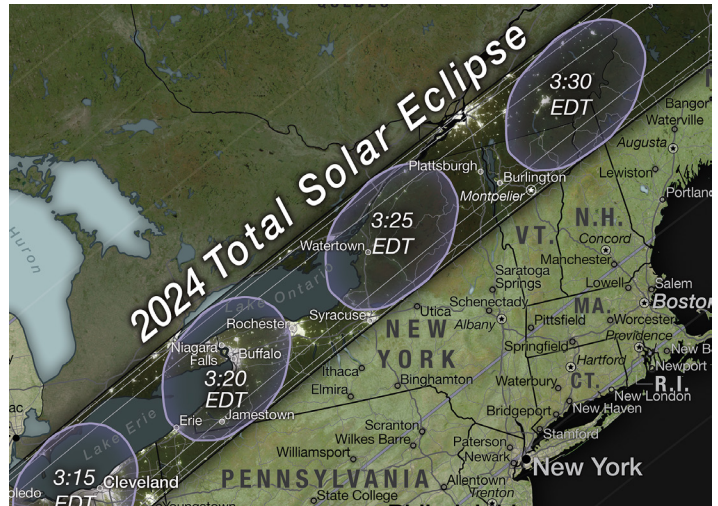 QUEBEC
2024 Total Solar Eclipse
3:30
EDT
Bangor
Waterville
Augusta
Plattsburgh
Burlington
Montpelier
Lewiston
Portland
3:25
EDT
Huron
N.H.
Watertown
VT.
Concord
Manchester
Lake Ontario
Saratoga
Springs
Lowell
Salem
Rochester
Syracuse
Utica
Schenectady
MA.
Boston
NEW
YORK
Albany
Pittsfield
Worcester
Niagara
Falls
Buffalo
Springfield
Providence
3:20
EDT
Ithaca
Hartford
Newport
Elmira
Binghamton
Waterbury
CT.
R.I.
New London
Lake Erie
Erie
Jamestown
Bridgeport
New Haven
Scranton
Stamford
Williamsport
Wilkes Barre
Paterson
Newark
New York
3:15
EDT
Cleveland
PENNSYLVANIA
Allentown
State College
Trenton